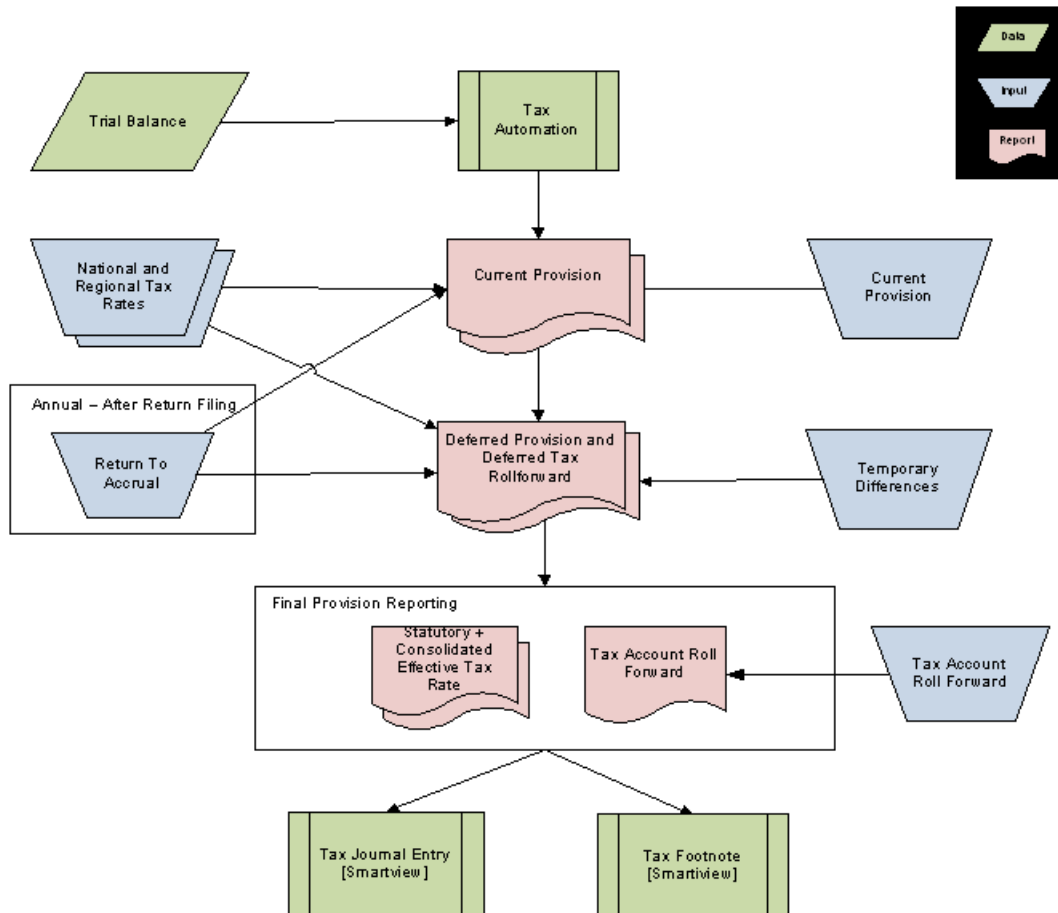 Data
Input
Report
Trial Balance
Tax
Automation
National and
Regional Tax
Rates
Current Provision
Current
Provision
Annual – After Return Filing
Return To
Accrual
Deferred Provision and
Deferred Tax
Rollforward
Temporary
Differences
Final Provision Reporting
Statutory +
Consolidated
Effective Tax
Rate
Tax Account Roll
Forward
Tax Account
Roll Forward
Tax Journal Entry
[Smartview]
Tax Footnote
[Smartiview]